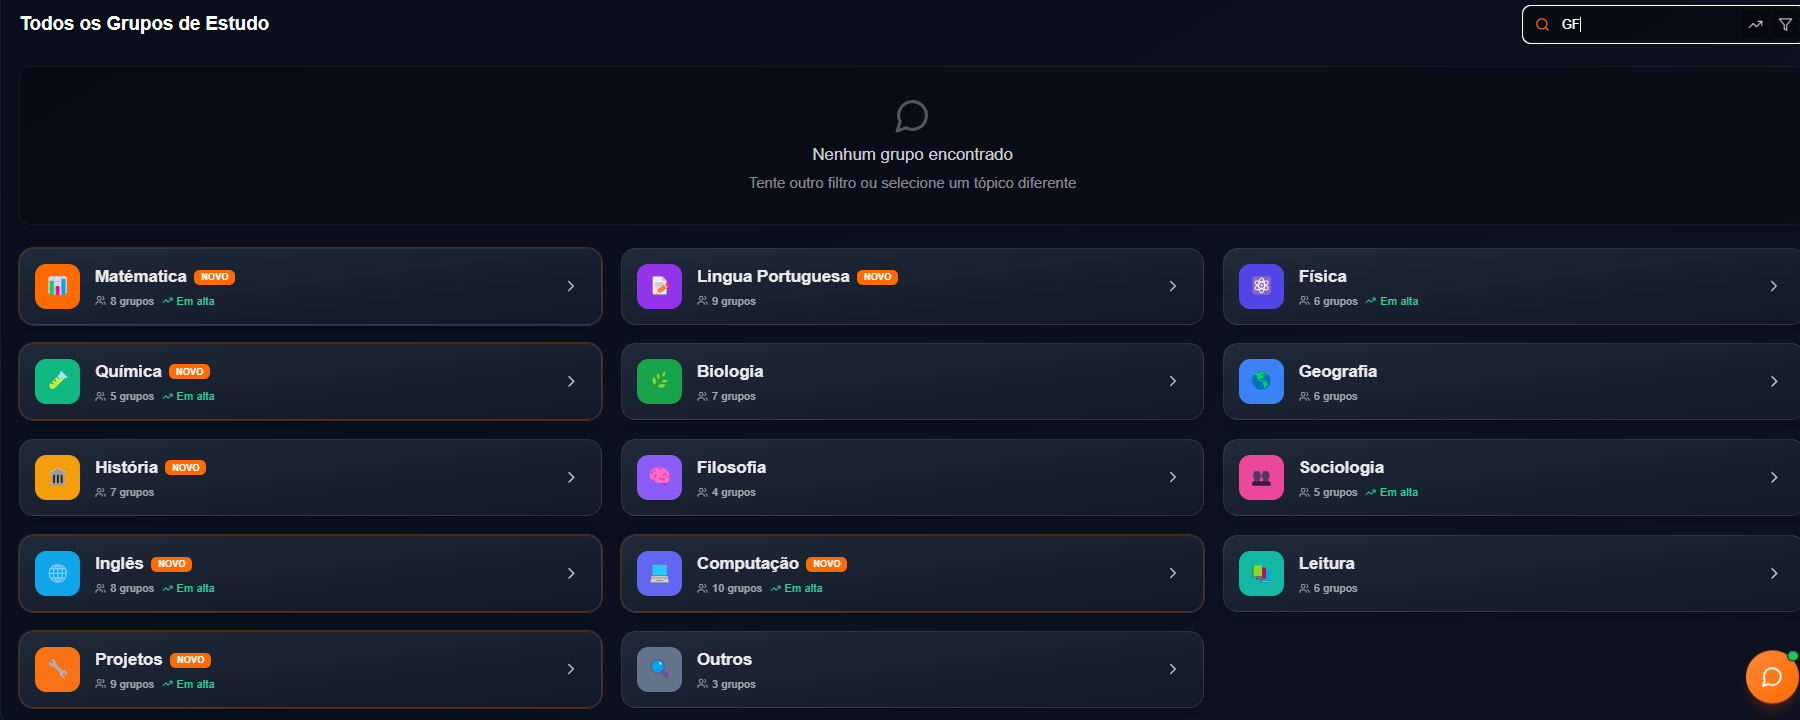 Todos os Grupos de Estudo
GF
Nenhum grupo encontrado
Tente outro filtro ou selecione um tópico diferente
Matématica NOVO
8 grupos Em alta
Lingua Portuguesa NOVO
9 grupos
Física
6 grupos Em alta
Química NOVO
5 grupos Em alta
Biologia
7 grupos
Geografia
6 grupos
História NOVO
7 grupos
Filosofia
4 grupos
Sociologia
5 grupos Em alta
Inglês NOVO
8 grupos Em alta
Computação NOVO
10 grupos Em alta
Leitura
6 grupos
Projetos NOVO
9 grupos Em alta
Outros
3 grupos